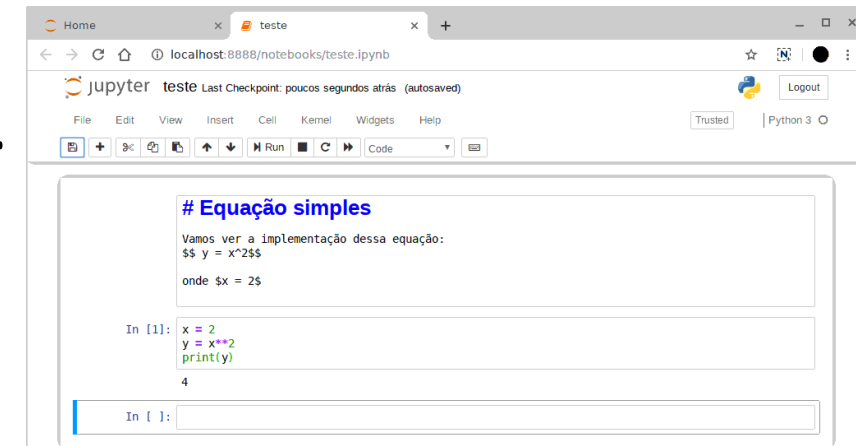 Home
teste
localhost:8888/notebooks/teste.ipynb
N
jupyter teste Last Checkpoint: poucos segundos atrás (autosaved)
Logout
File Edit View Insert Cell Kernel Widgets Help
Trusted
Python 3
Run
Code
# Equação simples
Vamos ver a implementação dessa equação:
$$ y = x^2$$
onde $x = 2$
In [1]: x = 2
y = x**2
print(y)
4
In [ ]: